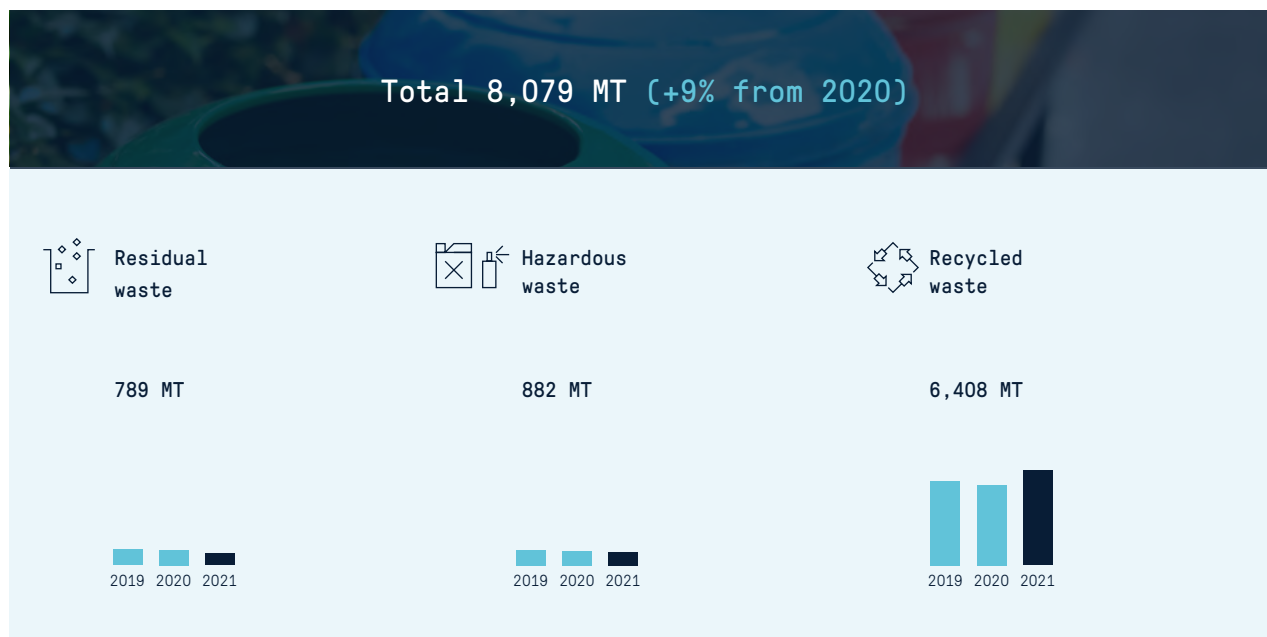 Total 8,079 MT (+9% from 2020)
Residual
waste
Hazardous
waste
Recycled
waste
789 MT
882 MT
6,408 MT
2019 2020 2021
2019 2020 2021
2019 2020 2021